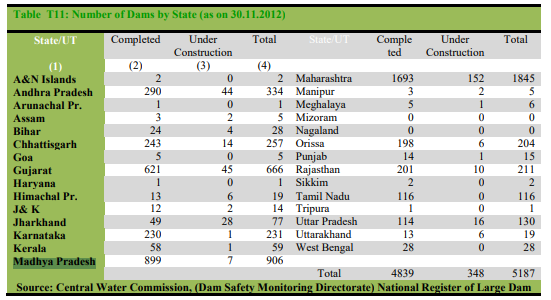 Table T11: Number of Dams by State (as on 30.11.2012)
State/UT Completed Under Construction Total State/UT Comple ted Under Construction Total
(1) (2) (3) (4)
A&N Islands 2 0 2 Maharashtra 1693 152 1845
Andhra Pradesh 290 44 334 Manipur 3 2 5
Arunachal Pr. 1 0 1 Meghalaya 5 1 6
Assam 3 2 5 Mizoram 0 0 0
Bihar 24 4 28 Nagaland 0 0 0
Chhattisgarh 243 14 257 Orissa 198 6 204
Goa 5 0 5 Punjab 14 1 15
Gujarat 621 45 666 Rajasthan 201 10 211
Haryana 1 0 1 Sikkim 2 0 2
Himachal Pr. 13 6 19 Tamil Nadu 116 0 116
J& K 12 2 14 Tripura 1 0 1
Jharkhand 49 28 77 Uttar Pradesh 114 16 130
Karnataka 230 1 231 Uttarakhand 13 6 19
Kerala 58 1 59 West Bengal 28 0 28
Madhya Pradesh 899 7 906
Total 4839 348 5187
Source: Central Water Commission, (Dam Safety Monitoring Directorate) National Register of Large Dam